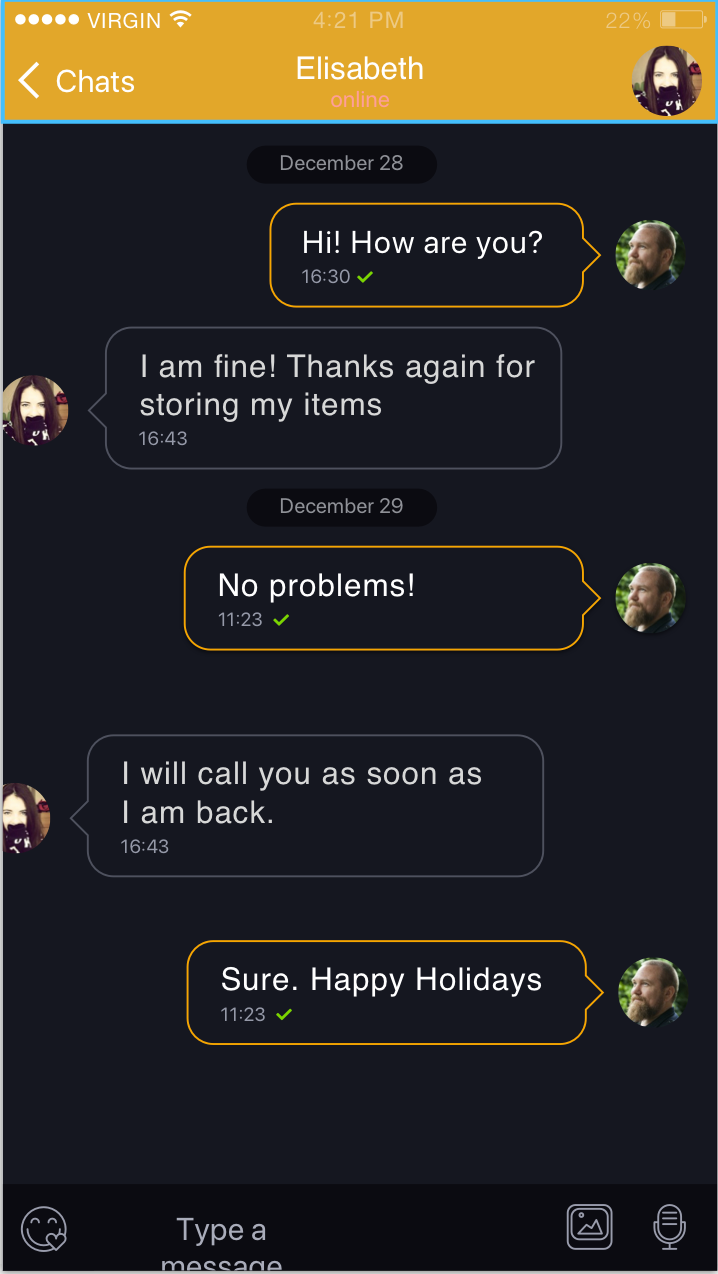 VIRGIN 4:21 PM 22%
Chats
Elisabeth
online
December 28
Hi! How are you?
16:30
I am fine! Thanks again for
storing my items
16:43
December 29
No problems!
11:23
I will call you as soon as
I am back.
16:43
Sure. Happy Holidays
11:23
Type a
message